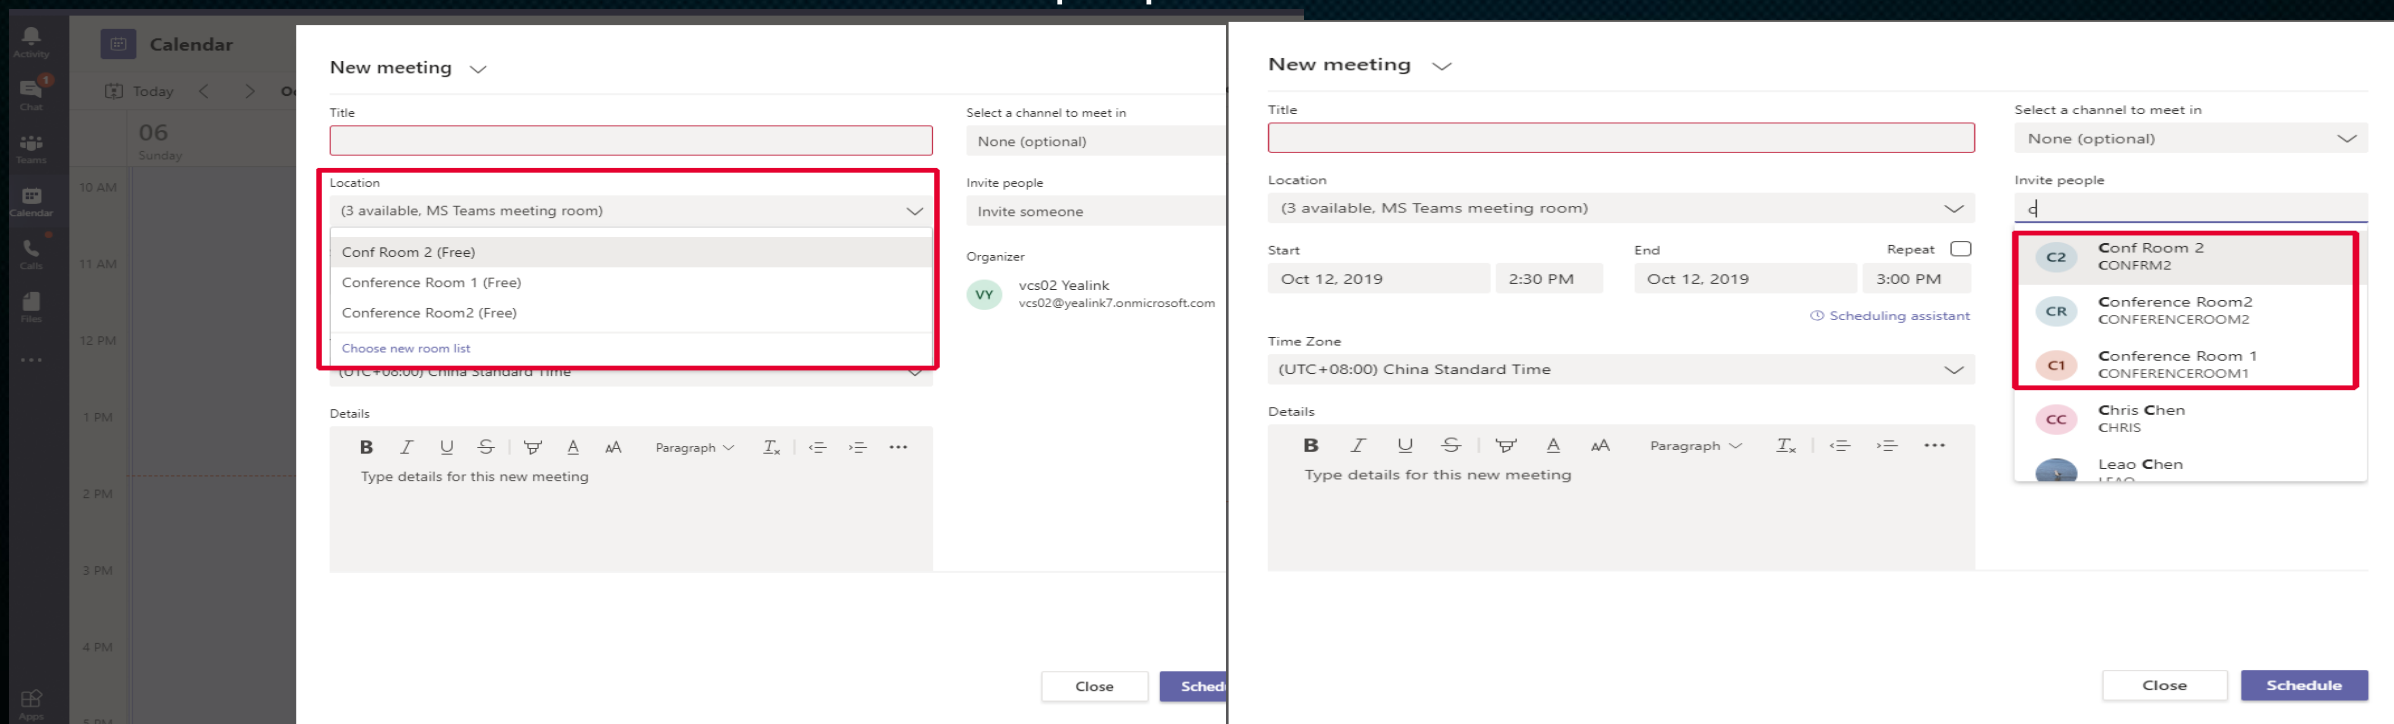 Activity
Chat
1
Teams
Calendar
Calls
Files
Apps
Calendar
Today
06
Sunday
10 AM
11 AM
12 PM
1 PM
2 PM
3 PM
4 PM
5 PM
New meeting
Title
Select a channel to meet in
None (optional)
Location
(3 available, MS Teams meeting room)
Conf Room 2 (Free)
Conference Room 1 (Free)
Conference Room2 (Free)
Choose new room list
(UTC+08:00) China Standard Time
Invite people
Invite someone
Organizer
VY
vcs02 Yealink
vcs02@yealink7.onmicrosoft.com
Details
B I U S A AA Paragraph Tx
Type details for this new meeting
Close
New meeting
Title
Select a channel to meet in
None (optional)
Location
(3 available, MS Teams meeting room)
Start
End
Repeat
Oct 12, 2019 2:30 PM
Oct 12, 2019 3:00 PM
Scheduling assistant
Time Zone
(UTC+08:00) China Standard Time
Details
B I U S A AA Paragraph Tx
Type details for this new meeting
Invite people
c
C2
Conf Room 2
CONFRM2
CR
Conference Room2
CONFERENCEROOM2
C1
Conference Room 1
CONFERENCEROOM1
CC
Chris Chen
CHRIS
Leao Chen
LEAO
Close
Schedule